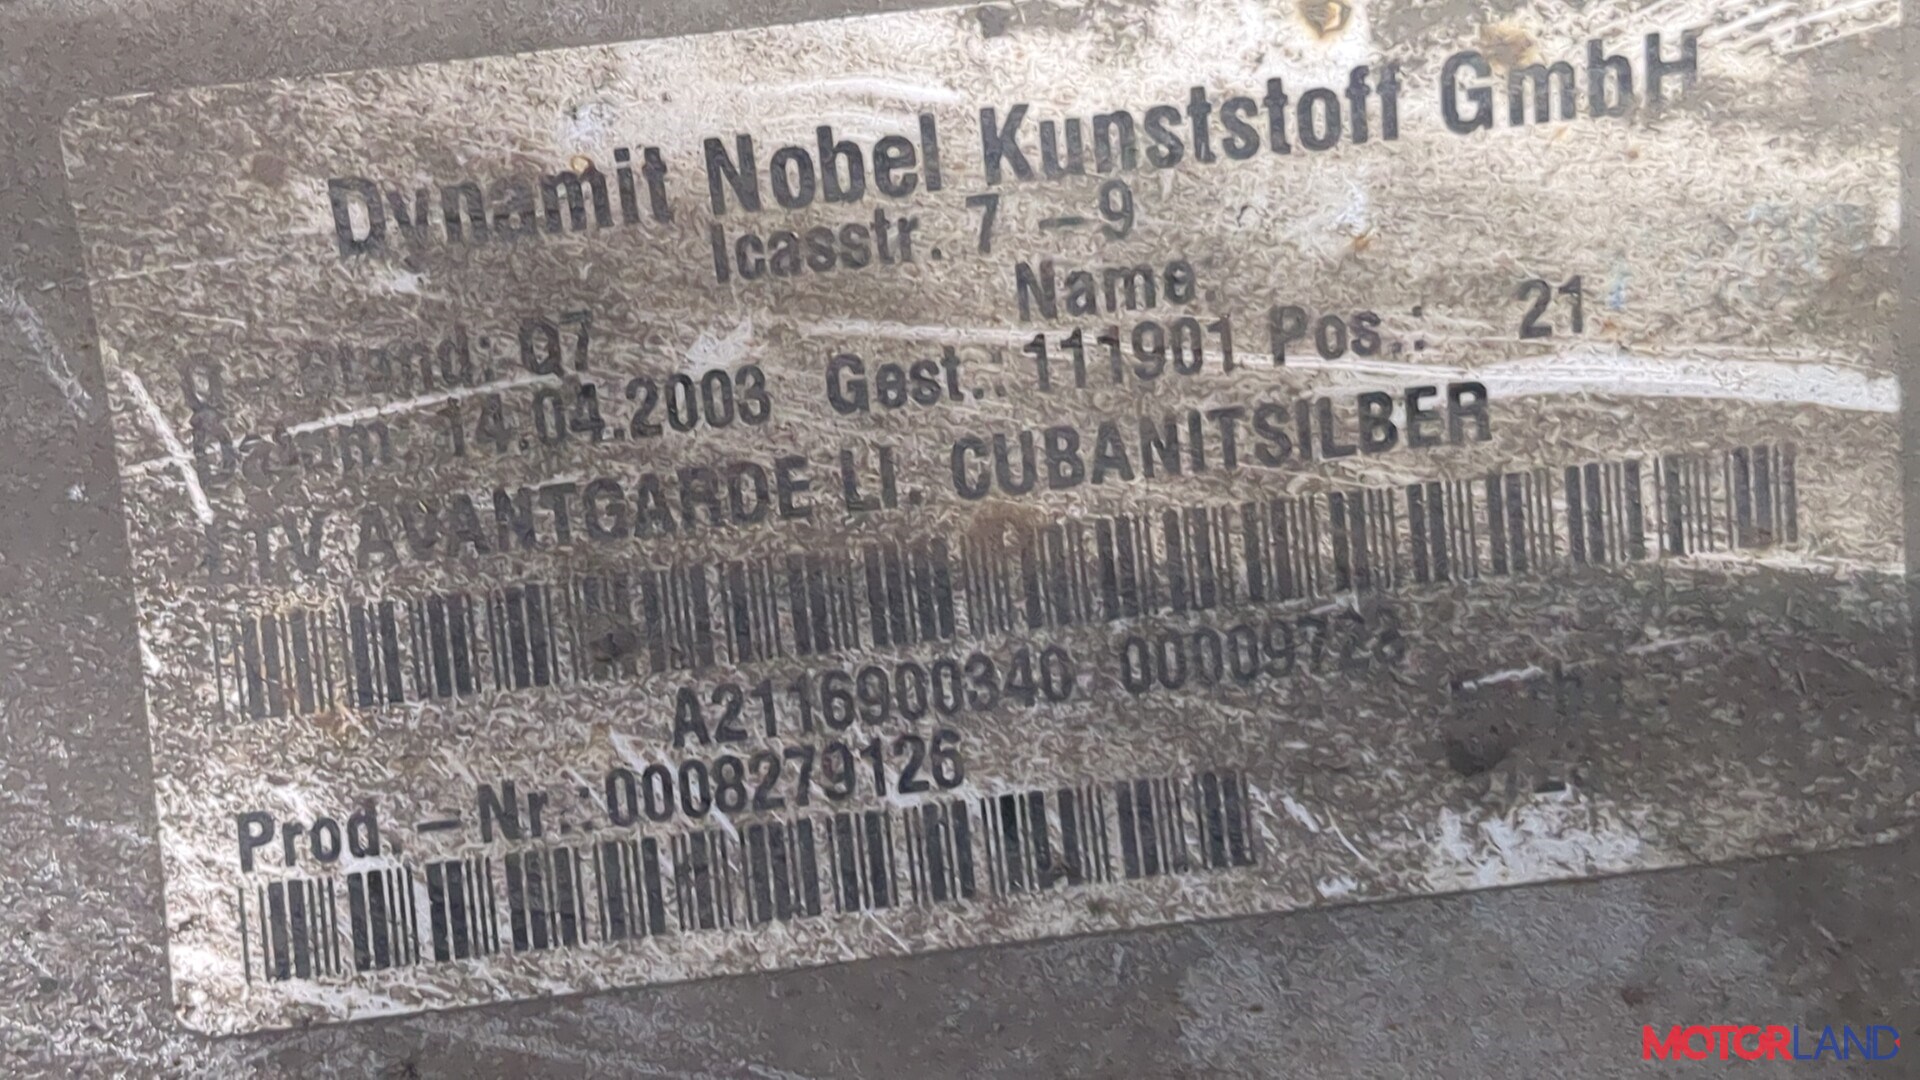 Dynamit Nobel Kunststoff GmbH
Icasstr. 7 – 9
Name:
Q7
14.04.2003 Gest.: 111901 Pos.: 21
AVANTGARDE LI. CUBANITSILBER
A2116900340 00009723
Prod. – Nr.: 0008279126
MOTORLAND